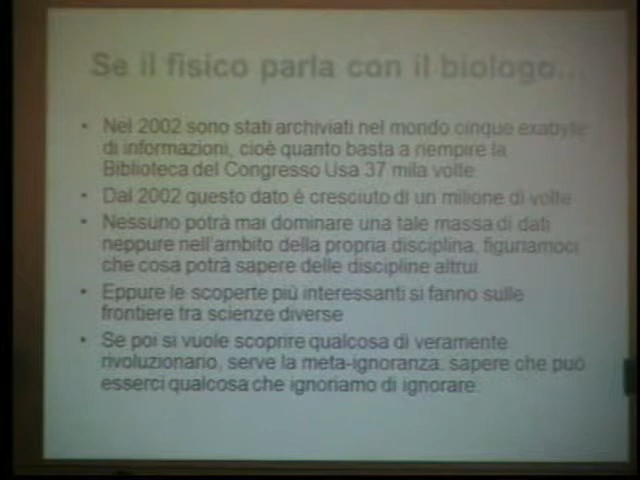 Se il fisico parla con il biologo...
• Nel 2002 sono stati archiviati nel mondo cinque exabyte
di informazioni, cioè quanto basta a riempire la
Biblioteca del Congresso Usa 37 mila volte
• Dal 2002 questo dato è cresciuto di un milione di volte
• Nessuno potrà mai dominare una tale massa di dati
neppure nell'ambito della propria disciplina, figuriamoci
che cosa potrà sapere delle discipline altrui
• Eppure le scoperte più interessanti si fanno sulle
frontiere tra scienze diverse
• Se poi si vuole scoprire qualcosa di veramente
rivoluzionario, serve la meta-ignoranza: sapere che può
esserci qualcosa che ignoriamo di ignorare.